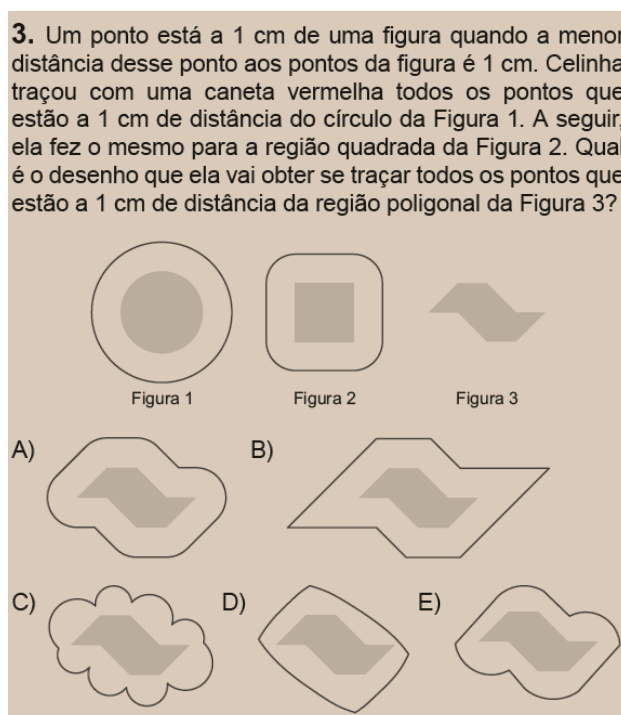 3. Um ponto está a 1 cm de uma figura quando a menor
distância desse ponto aos pontos da figura é 1 cm. Celinha
traçou com uma caneta vermelha todos os pontos que
estão a 1 cm de distância do círculo da Figura 1. A seguir,
ela fez o mesmo para a região quadrada da Figura 2. Qual
é o desenho que ela vai obter se traçar todos os pontos que
estão a 1 cm de distância da região poligonal da Figura 3?
Figura 1 Figura 2 Figura 3
A) B)
C) D) E)